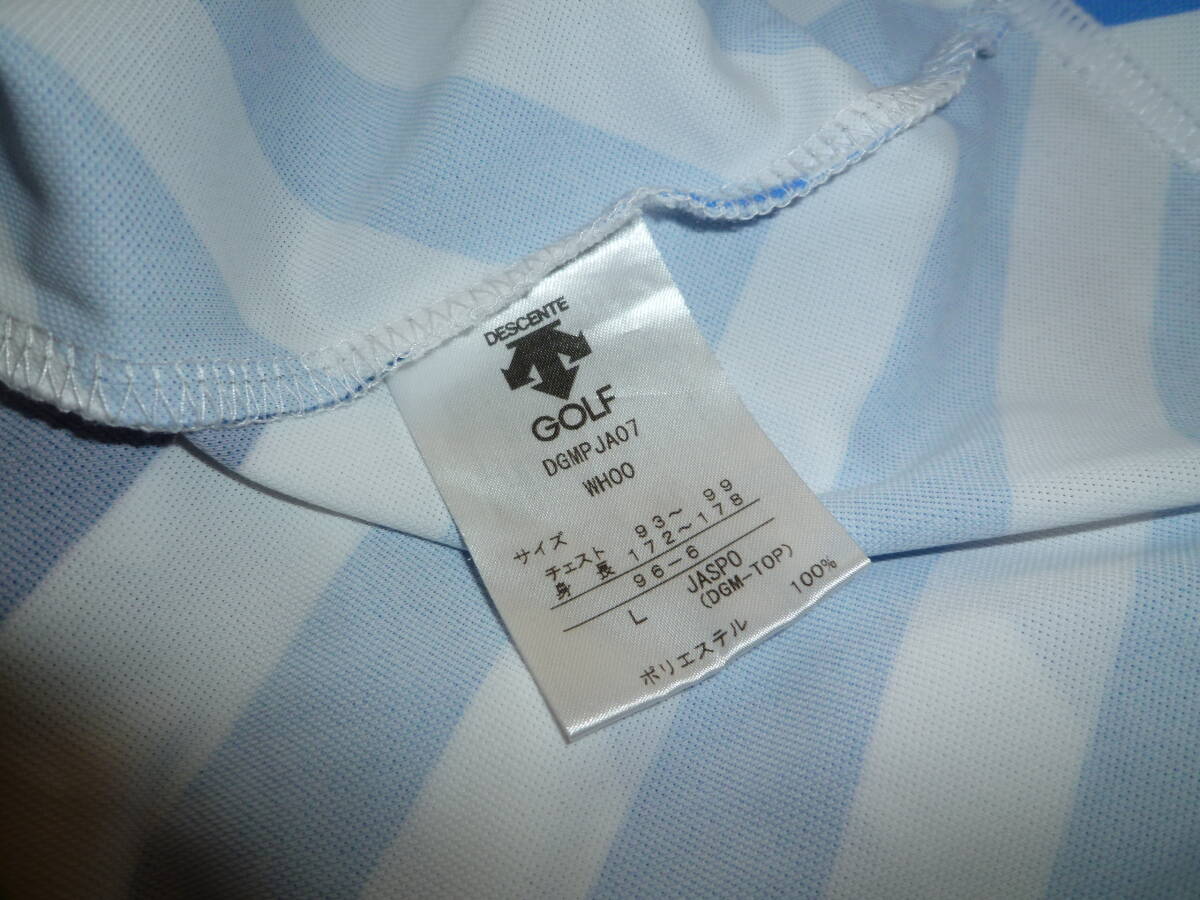 DESCENTE
GOLF
DGMPJA07
WH00
サイズ
チェスト 93～ 99
身 長 172～178
96－6
L JASPO
(DGM-TOP)
ポリエステル 100%